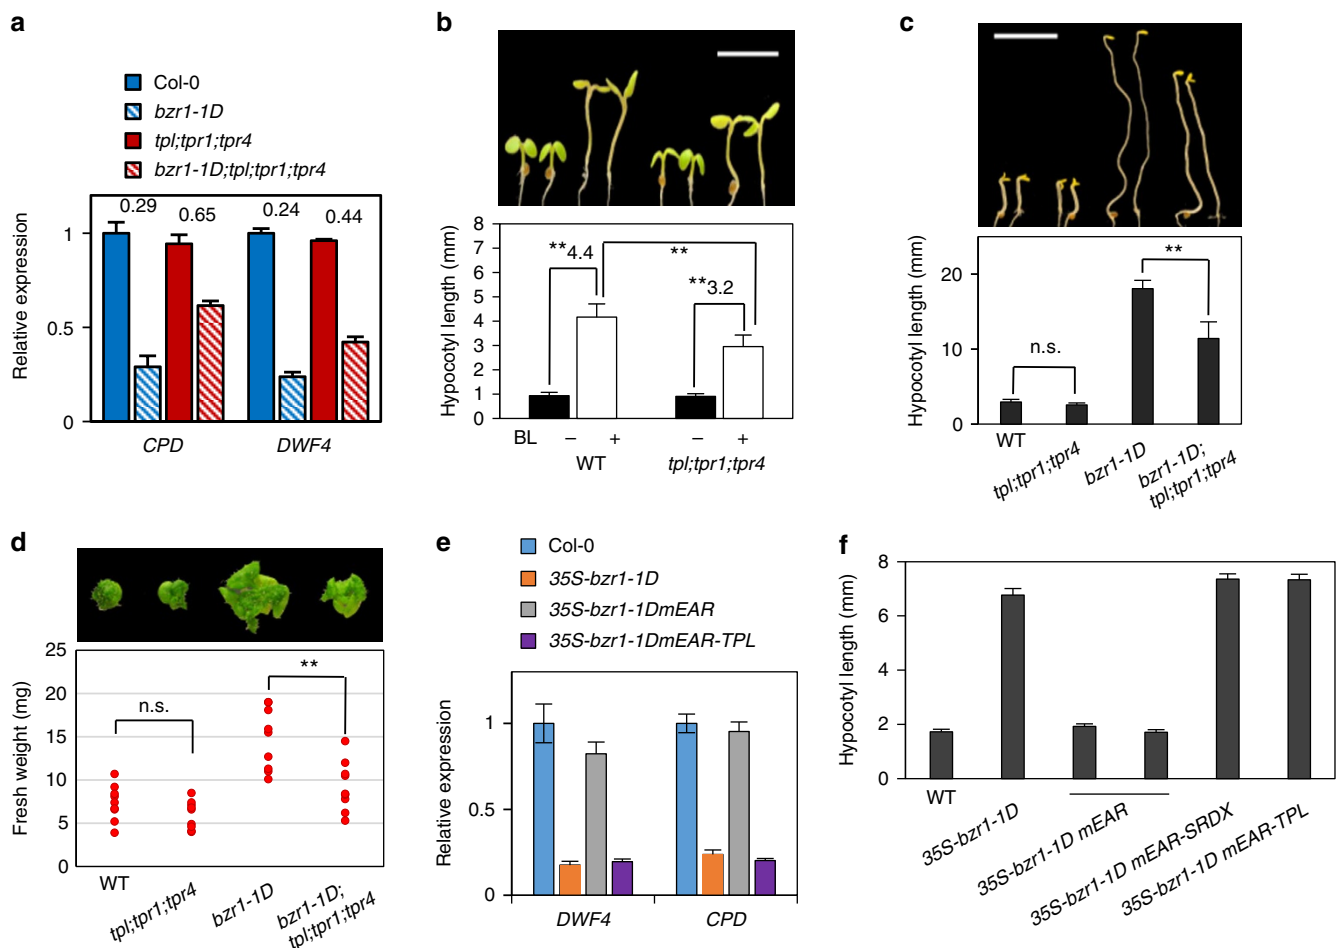 a
Col-0
bzr1-1D
tpl;tpr1;tpr4
bzr1-1D;tpl;tpr1;tpr4
Relative expression
1
0.5
0
0.29
0.65
0.24
0.44
CPD
DWF4
b
Hypocotyl length (mm)
8
7
6
5
4
3
2
1
0
**4.4
**
**3.2
BL
–
+
–
+
WT
tpl;tpr1;tpr4
c
Hypocotyl length (mm)
20
10
0
n.s.
**
WT
tpl;tpr1;tpr4
bzr1-1D
bzr1-1D;
tpl;tpr1;tpr4
d
Fresh weight (mg)
25
20
15
10
5
0
n.s.
**
WT
tpl;tpr1;tpr4
bzr1-1D
bzr1-1D;
tpl;tpr1;tpr4
e
Col-0
35S-bzr1-1D
35S-bzr1-1DmEAR
35S-bzr1-1DmEAR-TPL
Relative expression
1
0.5
0
DWF4
CPD
f
Hypocotyl length (mm)
8
6
4
2
0
WT
35S-bzr1-1D
35S-bzr1-1D mEAR
35S-bzr1-1D mEAR-SRDX
35S-bzr1-1D mEAR-TPL